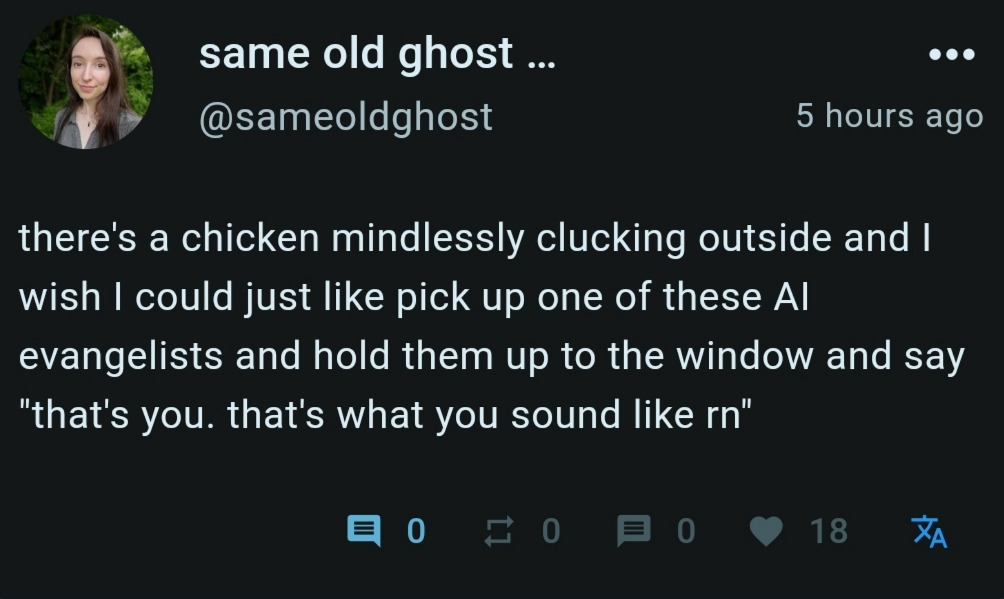 same old ghost ...
@sameoldghost
5 hours ago
there's a chicken mindlessly clucking outside and I
wish I could just like pick up one of these AI
evangelists and hold them up to the window and say
"that's you. that's what you sound like rn"
0 0 0 18